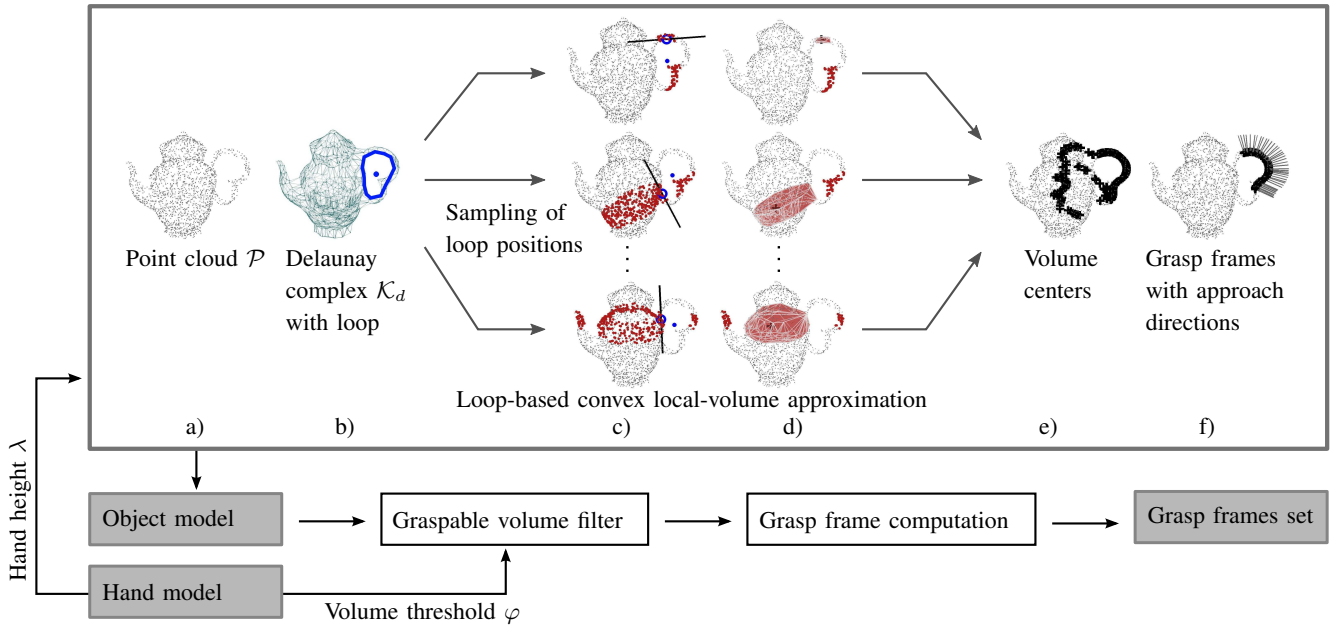 Point cloud 𝒫
Delaunay
complex 𝒦_d
with loop
Sampling of
loop positions
Volume
centers
Grasp frames
with approach
directions
Loop-based convex local-volume approximation
a)
b)
c)
d)
e)
f)
Hand height λ
Object model
Graspable volume filter
Grasp frame computation
Grasp frames set
Hand model
Volume threshold φ